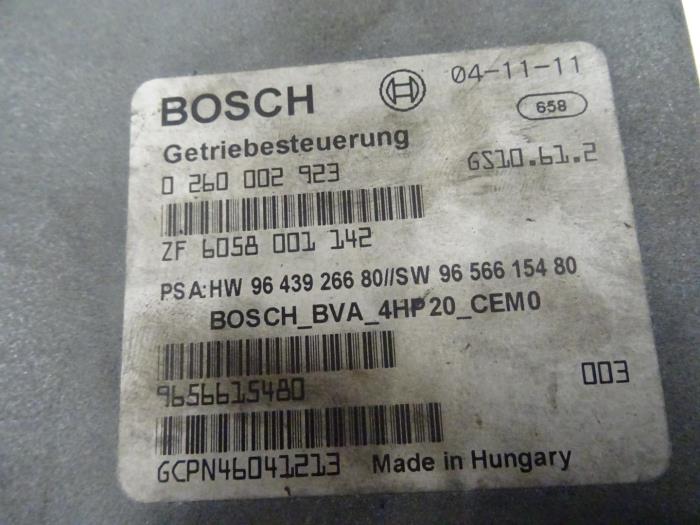 BOSCH
04-11-11
658
Getriebesteuerung
GS10.61.2
0 260 002 923
ZF 6058 001 142
PSA:HW 96 439 266 80//SW 96 566 154 80
BOSCH_BVA_4HP20_CEM0
9656615480
003
GCPN46041213
Made in Hungary